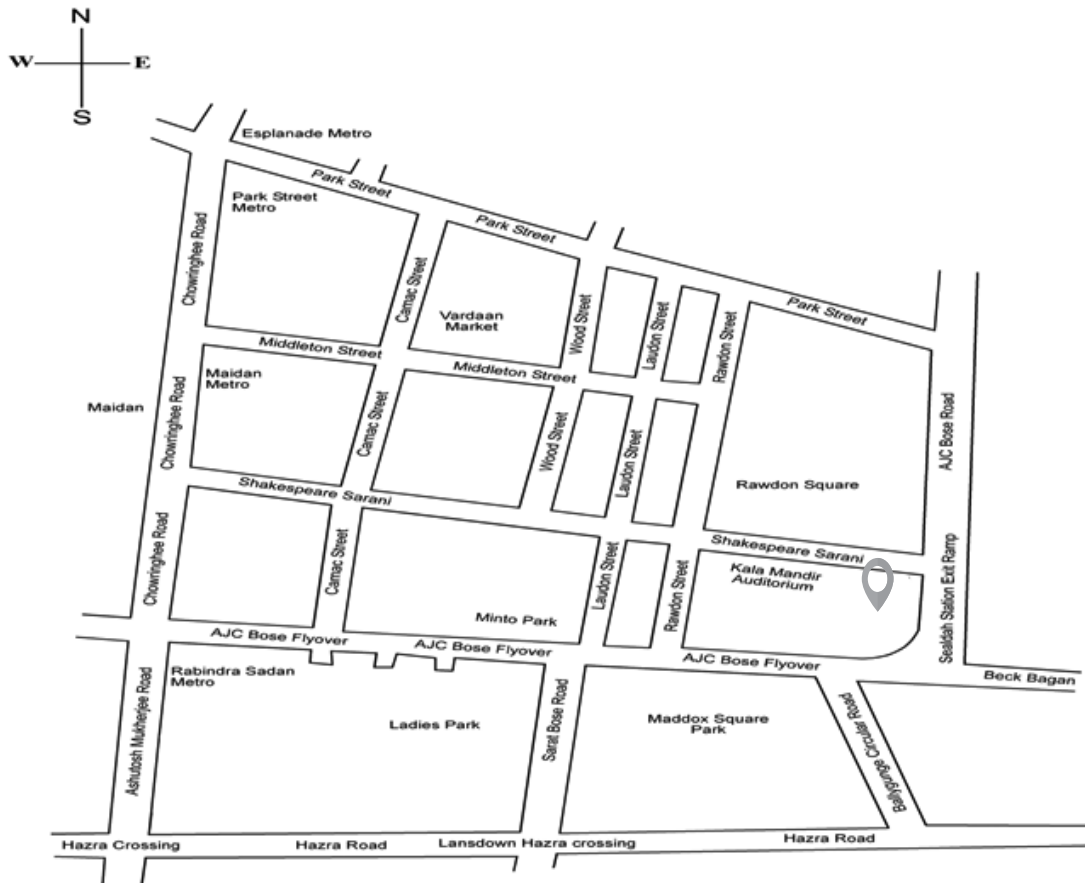 N
W
E
S
Esplanade Metro
Park Street
Park Street
Metro
Park Street
Park Street
Chowringhee Road
Camac Street
Vardaan
Market
Wood Street
Laudon Street
Rawdon Street
AJC Bose Road
Middleton Street
Middleton Street
Maidan
Metro
Maidan
Chowringhee Road
Camac Street
Wood Street
Laudon Street
Rawdon Square
Shakespeare Sarani
Shakespeare Sarani
Chowringhee Road
Camac Street
Laudon Street
Rawdon Street
Kala Mandir
Auditorium
Sealdah Station Exit Ramp
Minto Park
AJC Bose Flyover
AJC Bose Flyover
AJC Bose Flyover
Rabindra Sadan
Metro
Beck Bagan
Ashutosh Mukherjee Road
Ladies Park
Sarat Bose Road
Maddox Square
Park
Ballygunge Circular Road
Hazra Crossing
Hazra Road
Lansdown Hazra crossing
Hazra Road